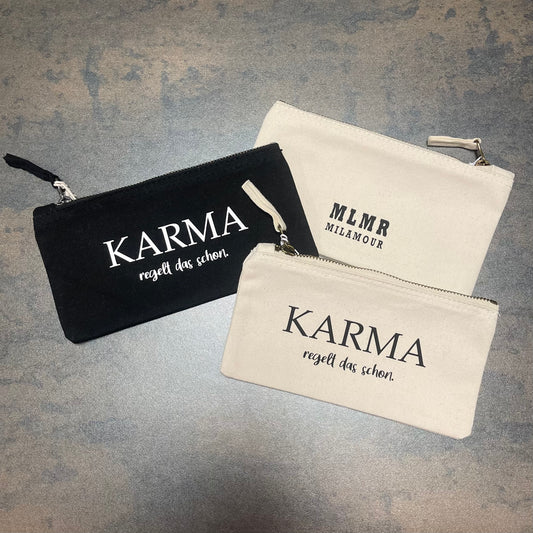 KARMA
regelt das schon.
MLMR
MILAMOUR
KARMA
regelt das schon.